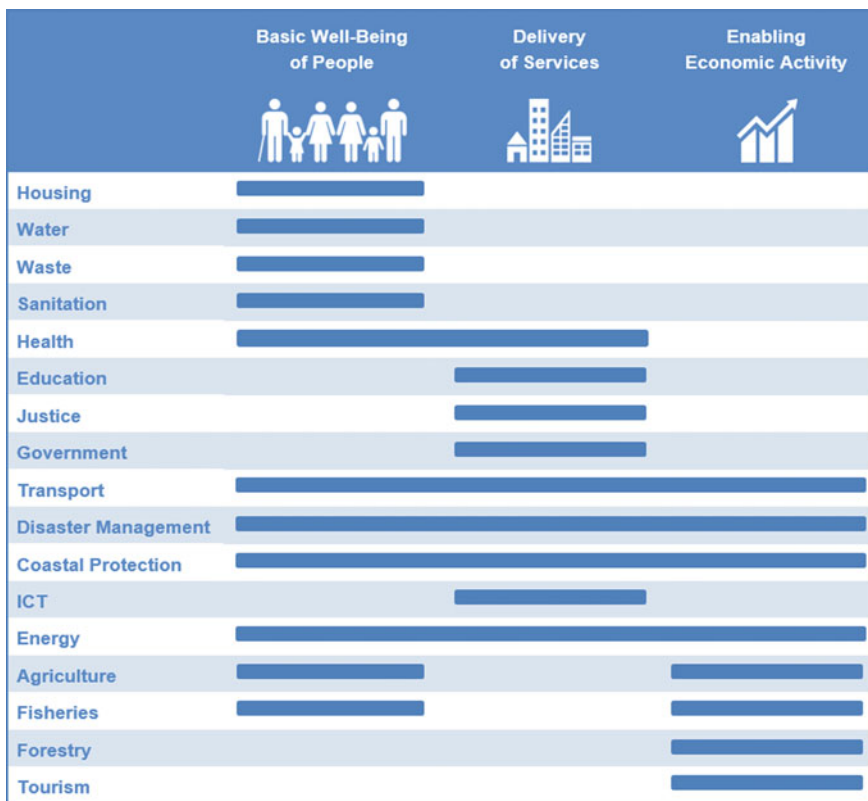 Basic Well-Being
of People
Delivery
of Services
Enabling
Economic Activity
Housing
Water
Waste
Sanitation
Health
Education
Justice
Government
Transport
Disaster Management
Coastal Protection
ICT
Energy
Agriculture
Fisheries
Forestry
Tourism